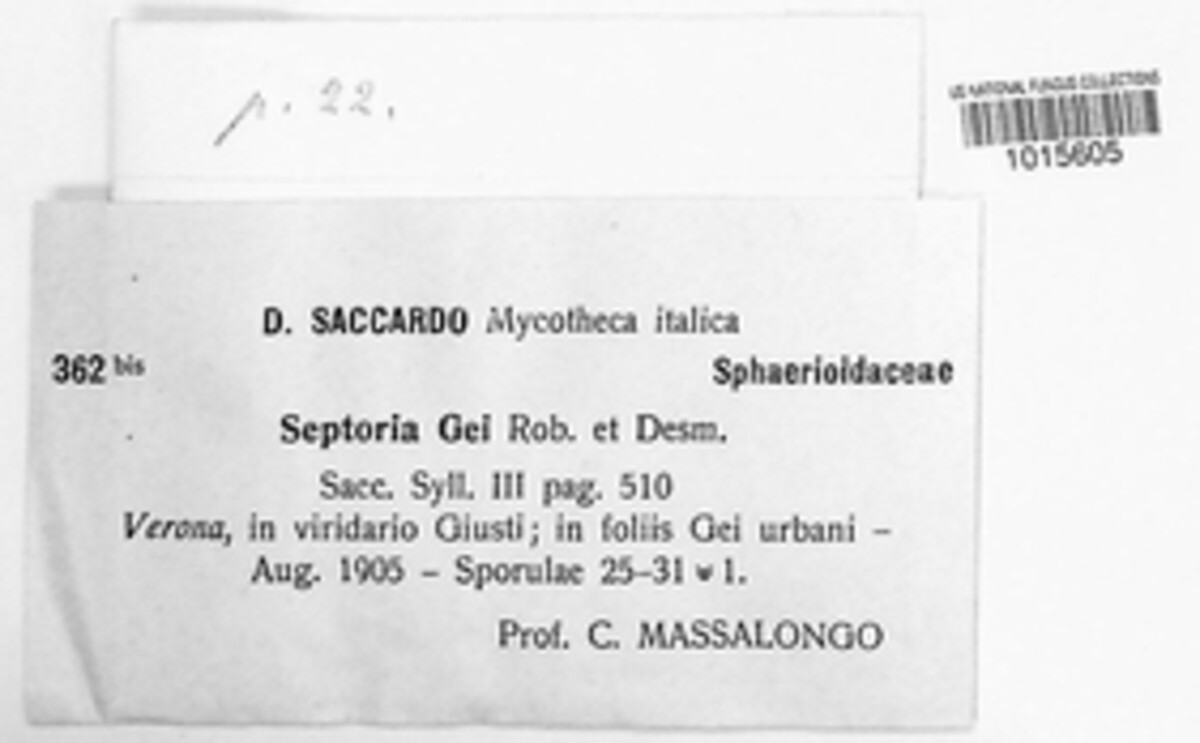 p. 22.
US NATIONAL FUNGUS COLLECTIONS
1015605
D. SACCARDO Mycotheca italica
362 bis Sphaerioidaceae
Septoria Gei Rob. et Desm.
Sacc. Syll. III pag. 510
Verona, in viridario Giusti; in foliis Gei urbani –
Aug. 1905 – Sporulae 25–31 ⩊ 1.
Prof. C. MASSALONGO